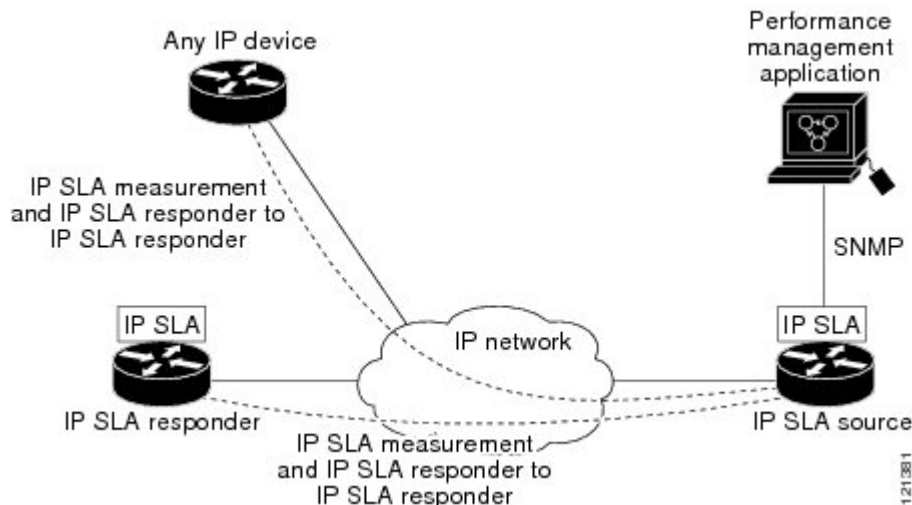 Any IP device
Performance
management
application
IP SLA measurement
and IP SLA responder to
IP SLA responder
SNMP
IP SLA
IP network
IP SLA
IP SLA responder
IP SLA source
IP SLA measurement
and IP SLA responder to
IP SLA responder
121381